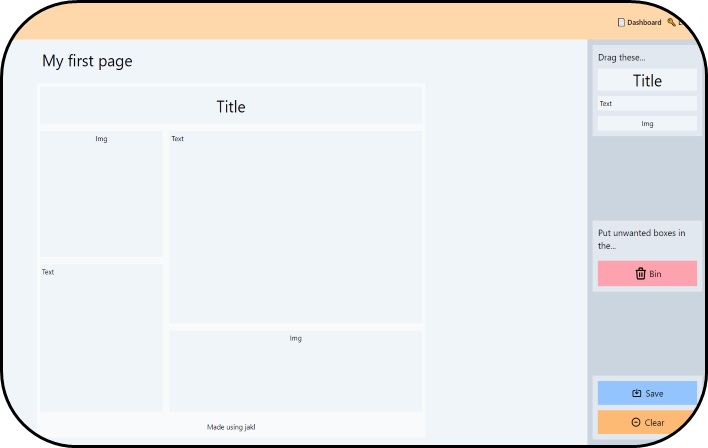 Dashboard
My first page
Title
Img
Text
Text
Img
Made using jakl
Drag these...
Title
Text
Img
Put unwanted boxes in
the...
Bin
Save
Clear